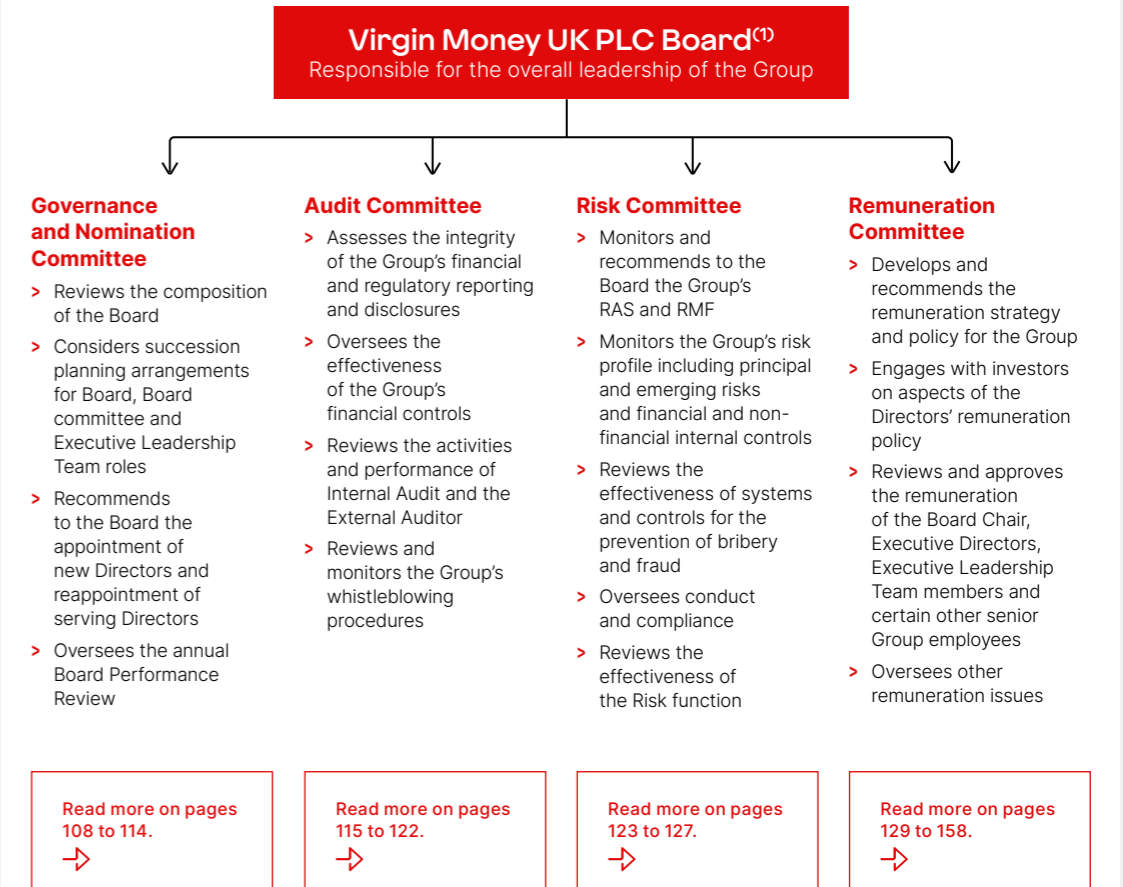 Virgin Money UK PLC Board(1)
Responsible for the overall leadership of the Group
Governance
and Nomination
Committee
> Reviews the composition
of the Board
> Considers succession
planning arrangements
for Board, Board
committee and
Executive Leadership
Team roles
> Recommends
to the Board the
appointment of
new Directors and
reappointment of
serving Directors
> Oversees the annual
Board Performance
Review
Read more on pages
108 to 114.
Audit Committee
> Assesses the integrity
of the Group’s financial
and regulatory reporting
and disclosures
> Oversees the
effectiveness
of the Group’s
financial controls
> Reviews the activities
and performance of
Internal Audit and the
External Auditor
> Reviews and
monitors the Group’s
whistleblowing
procedures
Read more on pages
115 to 122.
Risk Committee
> Monitors and
recommends to the
Board the Group’s
RAS and RMF
> Monitors the Group’s risk
profile including principal
and emerging risks
and financial and non-
financial internal controls
> Reviews the
effectiveness of systems
and controls for the
prevention of bribery
and fraud
> Oversees conduct
and compliance
> Reviews the
effectiveness of
the Risk function
Read more on pages
123 to 127.
Remuneration
Committee
> Develops and
recommends the
remuneration strategy
and policy for the Group
> Engages with investors
on aspects of the
Directors’ remuneration
policy
> Reviews and approves
the remuneration
of the Board Chair,
Executive Directors,
Executive Leadership
Team members and
certain other senior
Group employees
> Oversees other
remuneration issues
Read more on pages
129 to 158.